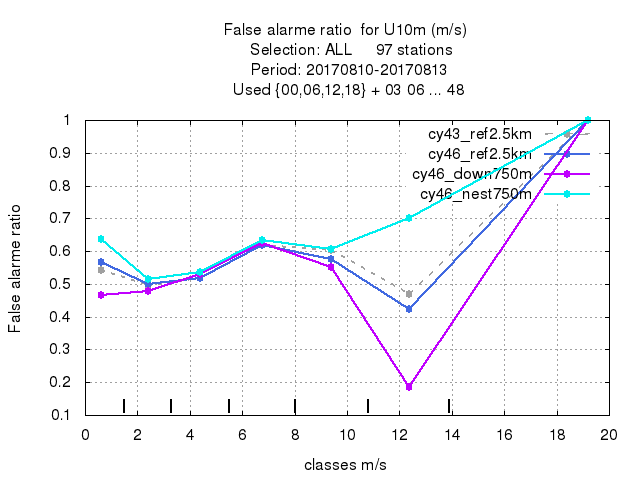 False alarme ratio  for U10m (m/s)
Selection: ALL     97 stations
Period: 20170810-20170813
Used {00,06,12,18} + 03 06 ... 48
False alarme ratio
1
0.9
0.8
0.7
0.6
0.5
0.4
0.3
0.2
0.1
cy43_ref2.5km
cy46_ref2.5km
cy46_down750m
cy46_nest750m
0 2 4 6 8 10 12 14 16 18 20
classes m/s